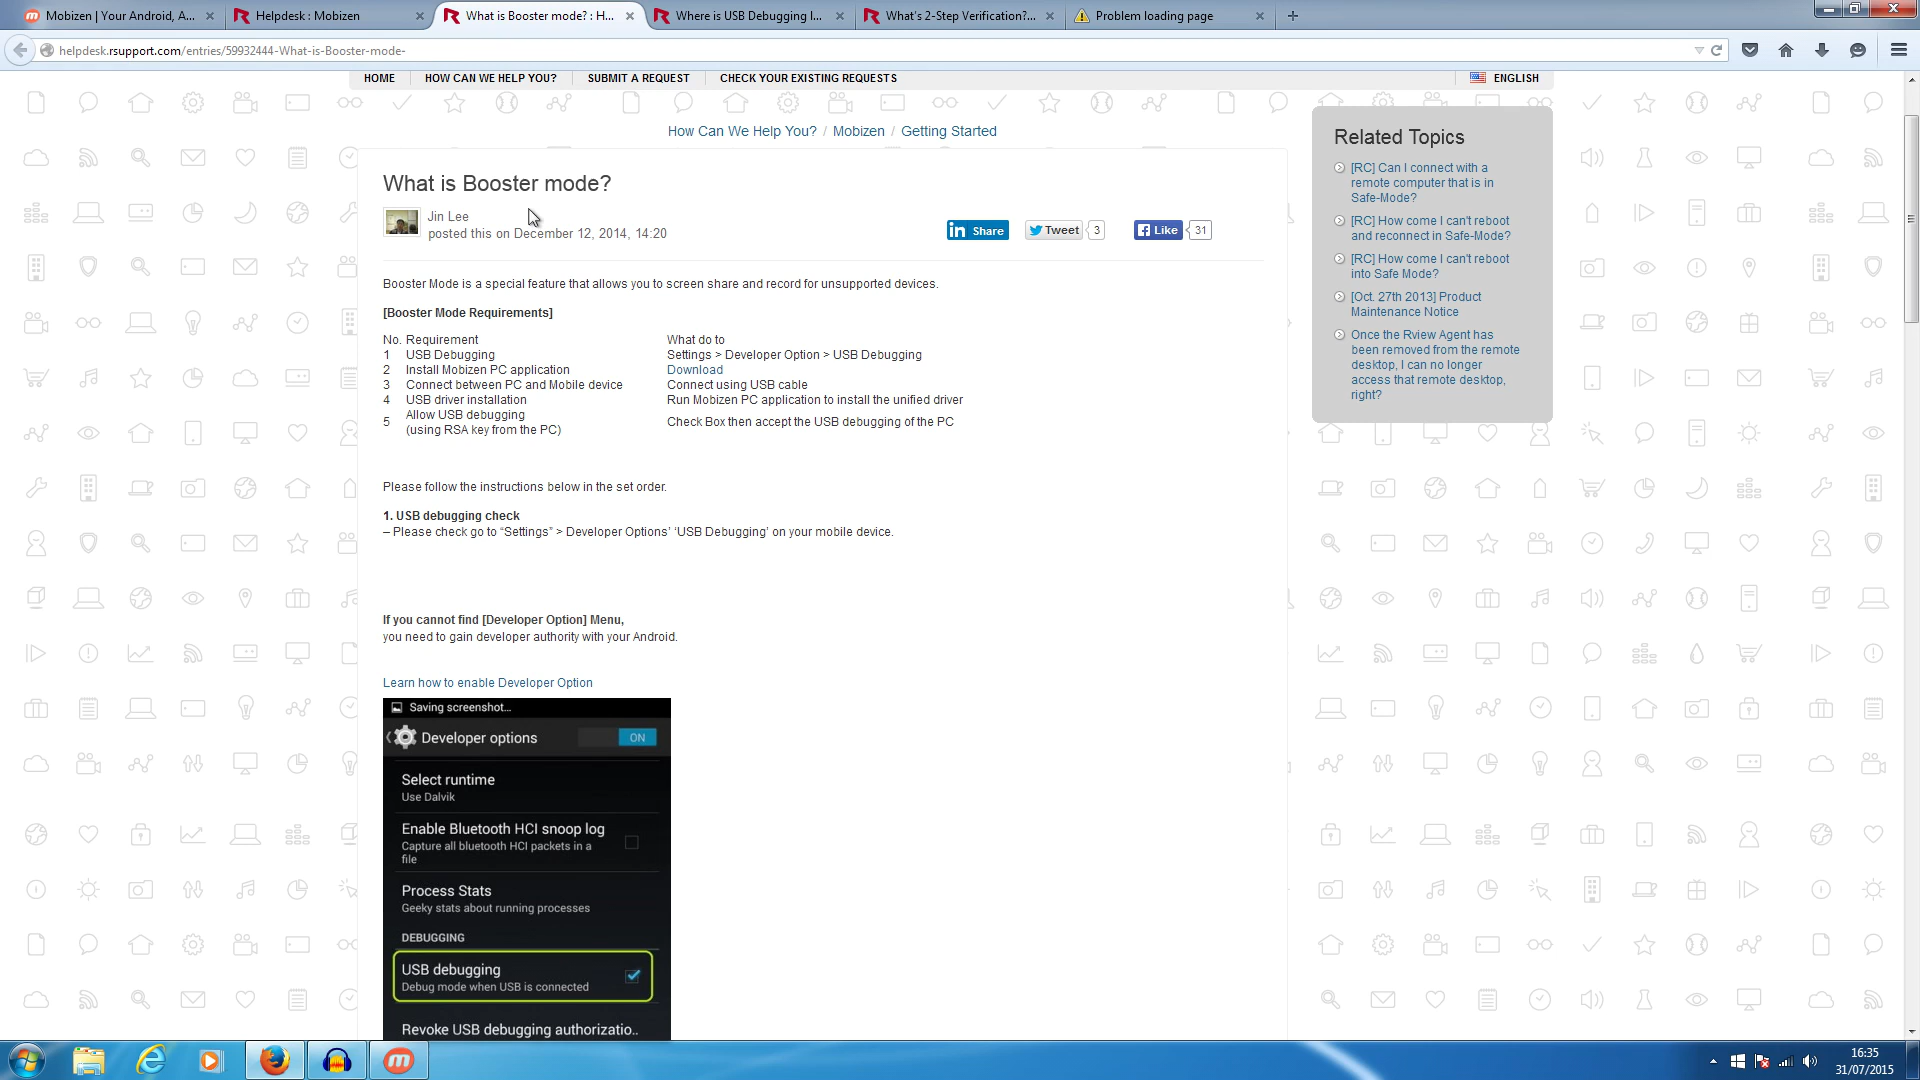 Mobizen | Your Android, A...
Helpdesk : Mobizen
What is Booster mode? : H...
Where is USB Debugging l...
What's 2-Step Verification?...
Problem loading page
helpdesk.rsupport.com/entries/59932444-What-is-Booster-mode-
HOME
HOW CAN WE HELP YOU?
SUBMIT A REQUEST
CHECK YOUR EXISTING REQUESTS
ENGLISH
How Can We Help You? / Mobizen / Getting Started
What is Booster mode?
Jin Lee
posted this on December 12, 2014, 14:20
in Share
Tweet 3
Like 31
Booster Mode is a special feature that allows you to screen share and record for unsupported devices.
[Booster Mode Requirements]
No. Requirement What do to
1 USB Debugging Settings > Developer Option > USB Debugging
2 Install Mobizen PC application Download
3 Connect between PC and Mobile device Connect using USB cable
4 USB driver installation Run Mobizen PC application to install the unified driver
5 Allow USB debugging
(using RSA key from the PC) Check Box then accept the USB debugging of the PC
Please follow the instructions below in the set order.
1. USB debugging check
– Please check go to “Settings” > Developer Options’ ‘USB Debugging’ on your mobile device.
If you cannot find [Developer Option] Menu,
you need to gain developer authority with your Android.
Learn how to enable Developer Option
Saving screenshot...
Developer options ON
Select runtime
Use Dalvik
Enable Bluetooth HCI snoop log
Capture all bluetooth HCI packets in a
file
Process Stats
Geeky stats about running processes
DEBUGGING
USB debugging
Debug mode when USB is connected
Revoke USB debugging authorizatio..
Related Topics
[RC] Can I connect with a
remote computer that is in
Safe-Mode?
[RC] How come I can't reboot
and reconnect in Safe-Mode?
[RC] How come I can't reboot
into Safe Mode?
[Oct. 27th 2013] Product
Maintenance Notice
Once the Rview Agent has
been removed from the remote
desktop, I can no longer
access that remote desktop,
right?
16:35
31/07/2015